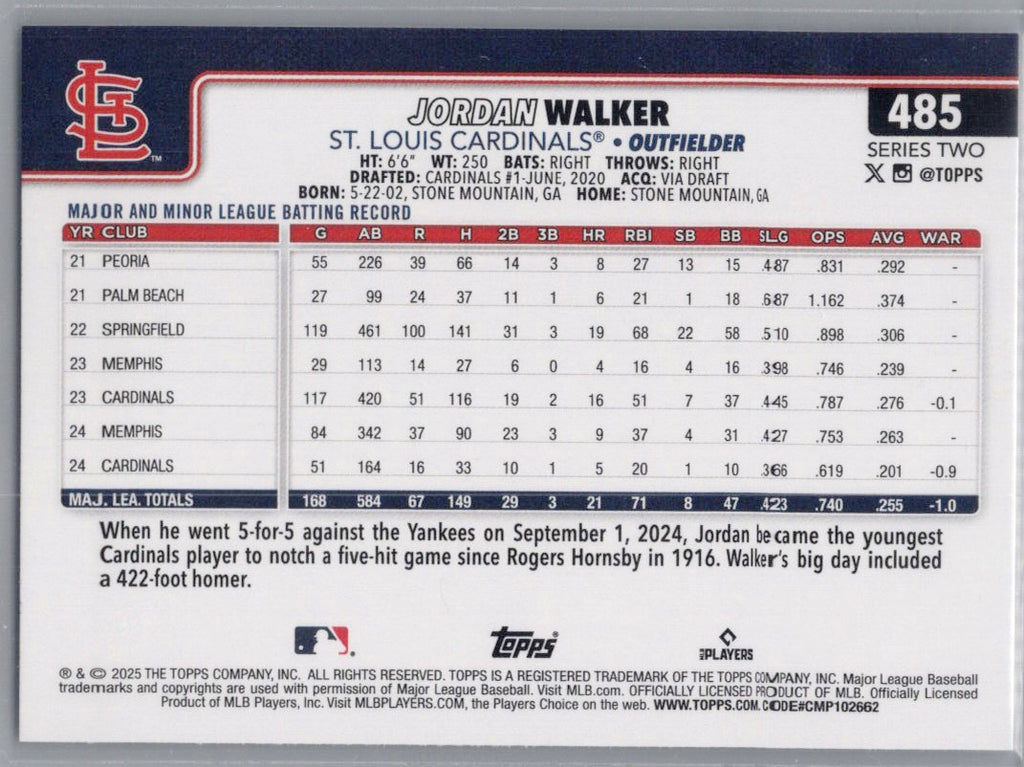 STL
™
JORDAN WALKER
485
ST. LOUIS CARDINALS® • OUTFIELDER
SERIES TWO
HT: 6'6" WT: 250 BATS: RIGHT THROWS: RIGHT
X @TOPPS
DRAFTED: CARDINALS #1-JUNE, 2020 ACQ: VIA DRAFT
BORN: 5-22-02, STONE MOUNTAIN, GA HOME: STONE MOUNTAIN, GA
MAJOR AND MINOR LEAGUE BATTING RECORD
YR CLUB G AB R H 2B 3B HR RBI SB BB SLG OPS AVG WAR
21 PEORIA 55 226 39 66 14 3 8 27 13 15 .487 .831 .292 -
21 PALM BEACH 27 99 24 37 11 1 6 21 1 18 .687 1.162 .374 -
22 SPRINGFIELD 119 461 100 141 31 3 19 68 22 58 .510 .898 .306 -
23 MEMPHIS 29 113 14 27 6 0 4 16 4 16 .398 .746 .239 -
23 CARDINALS 117 420 51 116 19 2 16 51 7 37 .445 .787 .276 -0.1
24 MEMPHIS 84 342 37 90 23 3 9 37 4 31 .427 .753 .263 -
24 CARDINALS 51 164 16 33 10 1 5 20 1 10 .366 .619 .201 -0.9
MAJ. LEA. TOTALS 168 584 67 149 29 3 21 71 8 47 .423 .740 .255 -1.0
When he went 5-for-5 against the Yankees on September 1, 2024, Jordan became the youngest
Cardinals player to notch a five-hit game since Rogers Hornsby in 1916. Walker's big day included
a 422-foot homer.
Topps®
MLB PLAYERS
® & © 2025 THE TOPPS COMPANY, INC. ALL RIGHTS RESERVED. TOPPS IS A REGISTERED TRADEMARK OF THE TOPPS COMPANY, INC. Major League Baseball
trademarks and copyrights are used with permission of Major League Baseball. Visit MLB.com. OFFICIALLY LICENSED PRODUCT OF MLB. Officially Licensed
Product of MLB Players, Inc. Visit MLBPLAYERS.COM, the Players Choice on the web. WWW.TOPPS.COM. CODE#CMP102662